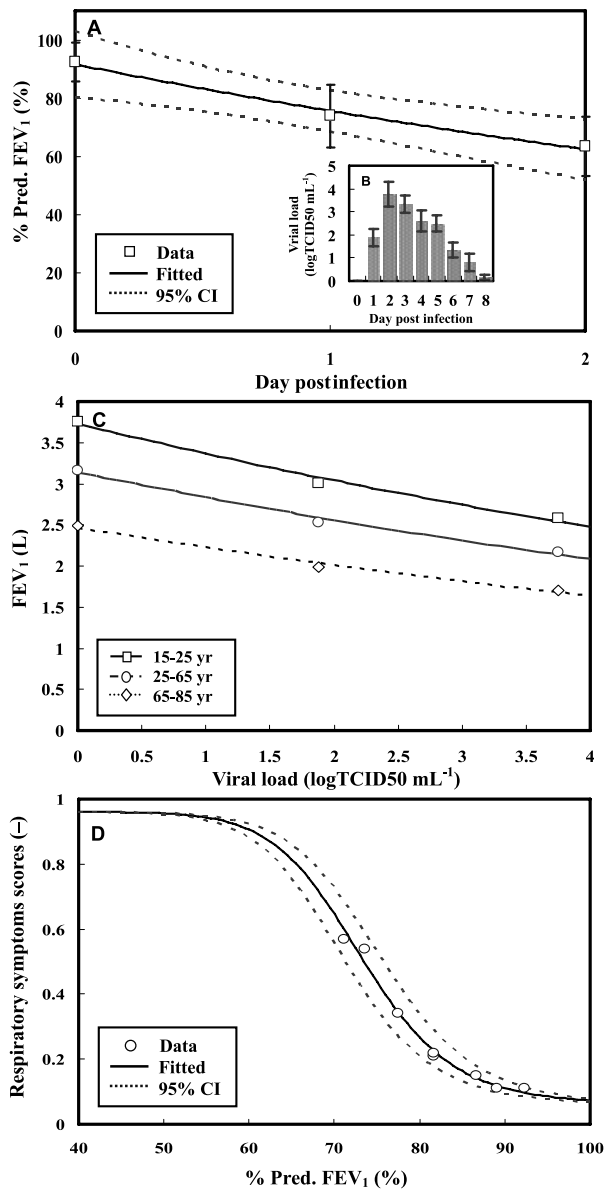 A
% Pred. FEV1 (%)
120
100
80
60
40
20
0
Data
Fitted
95% CI
B
Vrial load
(logTCID50 mL-1)
5
4
3
2
1
0
0 1 2 3 4 5 6 7 8
Day post infection
0 1 2
Day post infection
C
FEV1 (L)
4
3.5
3
2.5
2
1.5
1
0.5
0
15-25 yr
25-65 yr
65-85 yr
0 0.5 1 1.5 2 2.5 3 3.5 4
Viral load (logTCID50 mL-1)
D
Respiratory symptoms scores (–)
1
0.8
0.6
0.4
0.2
0
Data
Fitted
95% CI
40 50 60 70 80 90 100
% Pred. FEV1 (%)